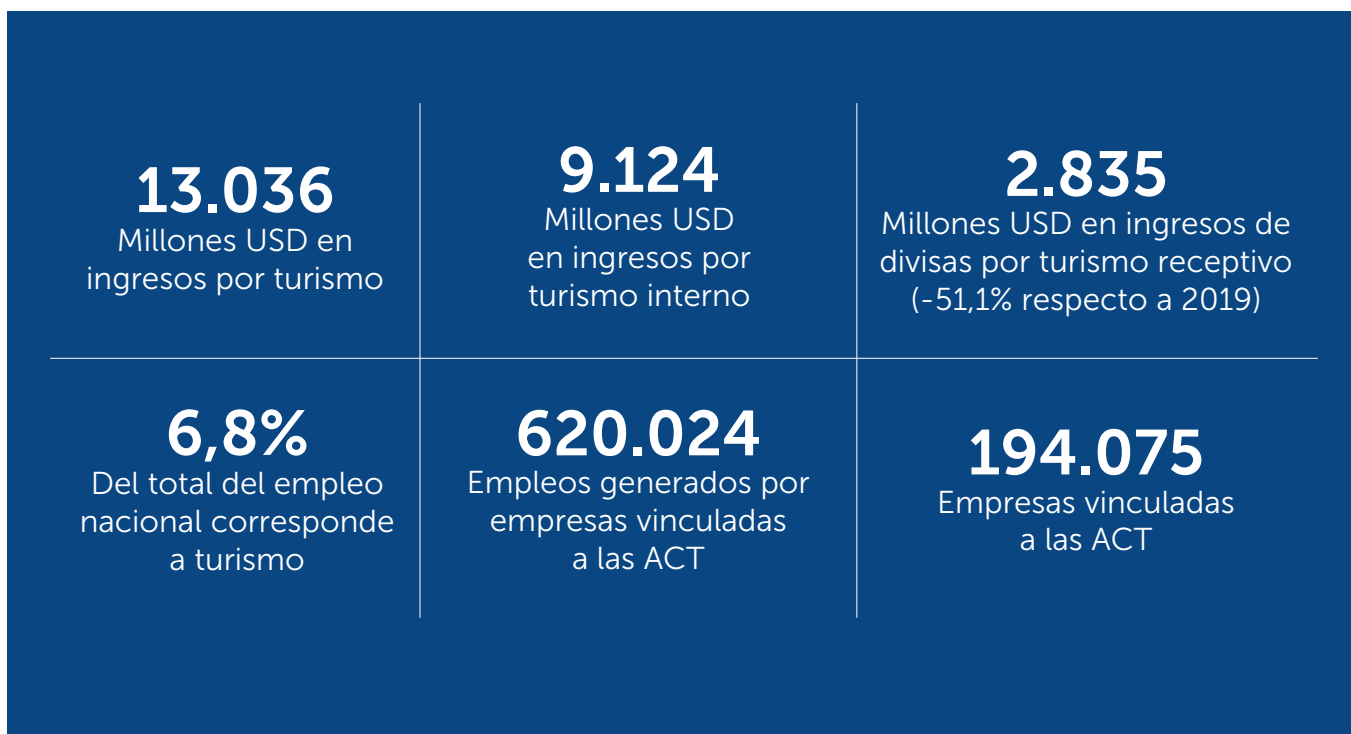 13.036
Millones USD en
ingresos por turismo
9.124
Millones USD
en ingresos por
turismo interno
2.835
Millones USD en ingresos de
divisas por turismo receptivo
(-51,1% respecto a 2019)
6,8%
Del total del empleo
nacional corresponde
a turismo
620.024
Empleos generados por
empresas vinculadas
a las ACT
194.075
Empresas vinculadas
a las ACT